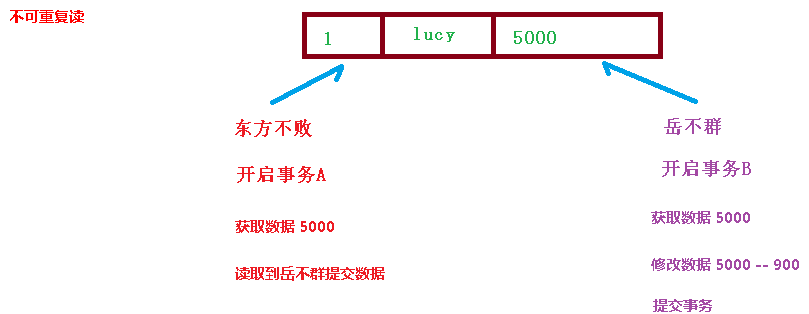 不可重复读
1 lucy 5000
东方不败 岳不群
开启事务A 开启事务B
获取数据 5000 获取数据 5000
读取到岳不群提交数据 修改数据 5000 -- 900
提交事务